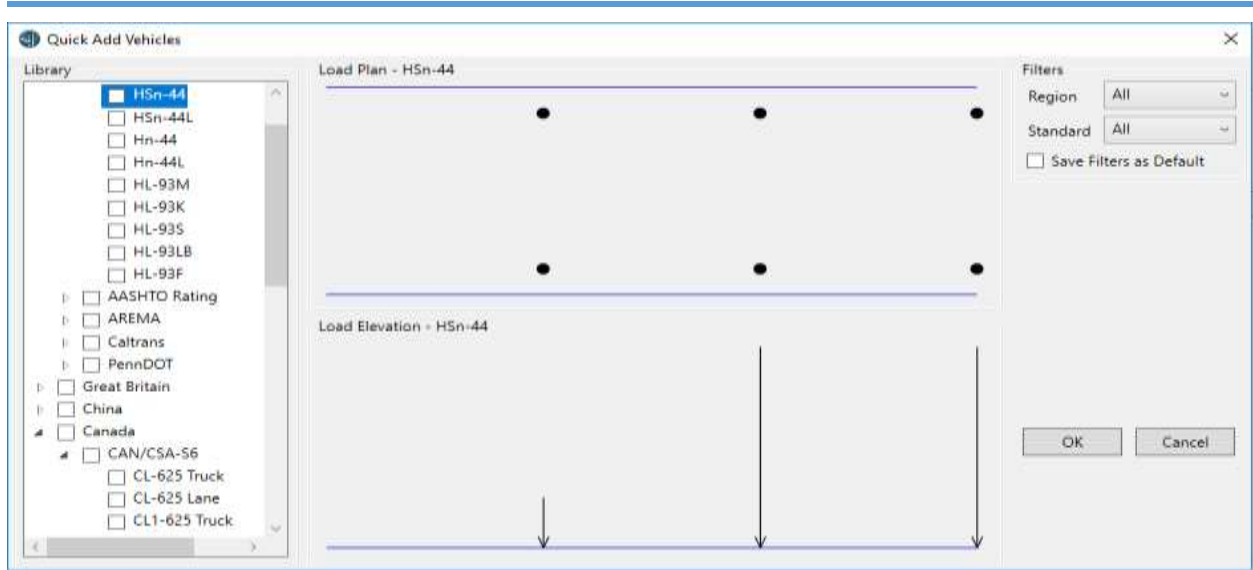 Quick Add Vehicles
Library
HSn-44
HSn-44L
Hn-44
Hn-44L
HL-93M
HL-93K
HL-93S
HL-93LB
HL-93F
AASHTO Rating
AREMA
Caltrans
PennDOT
Great Britain
China
Canada
CAN/CSA-S6
CL-625 Truck
CL-625 Lane
CL1-625 Truck
Load Plan - HSn-44
Load Elevation - HSn-44
Filters
Region All
Standard All
Save Filters as Default
OK Cancel